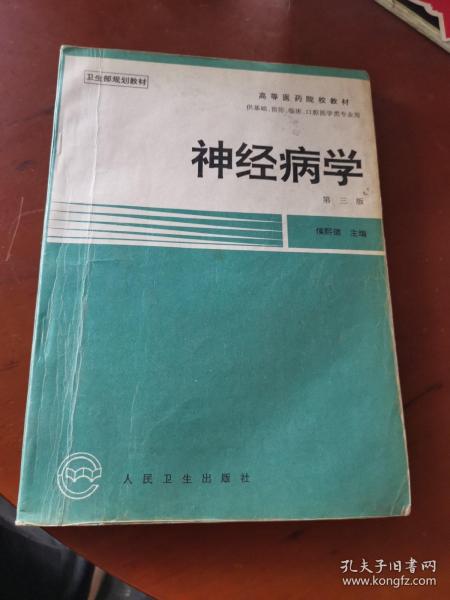 卫生部规划教材
高等医药院校教材
供基础、预防、临床、口腔医学类专业用
神经病学
第三版
侯熙德 主编
人民卫生出版社
孔夫子旧书网
www.kongfz.com